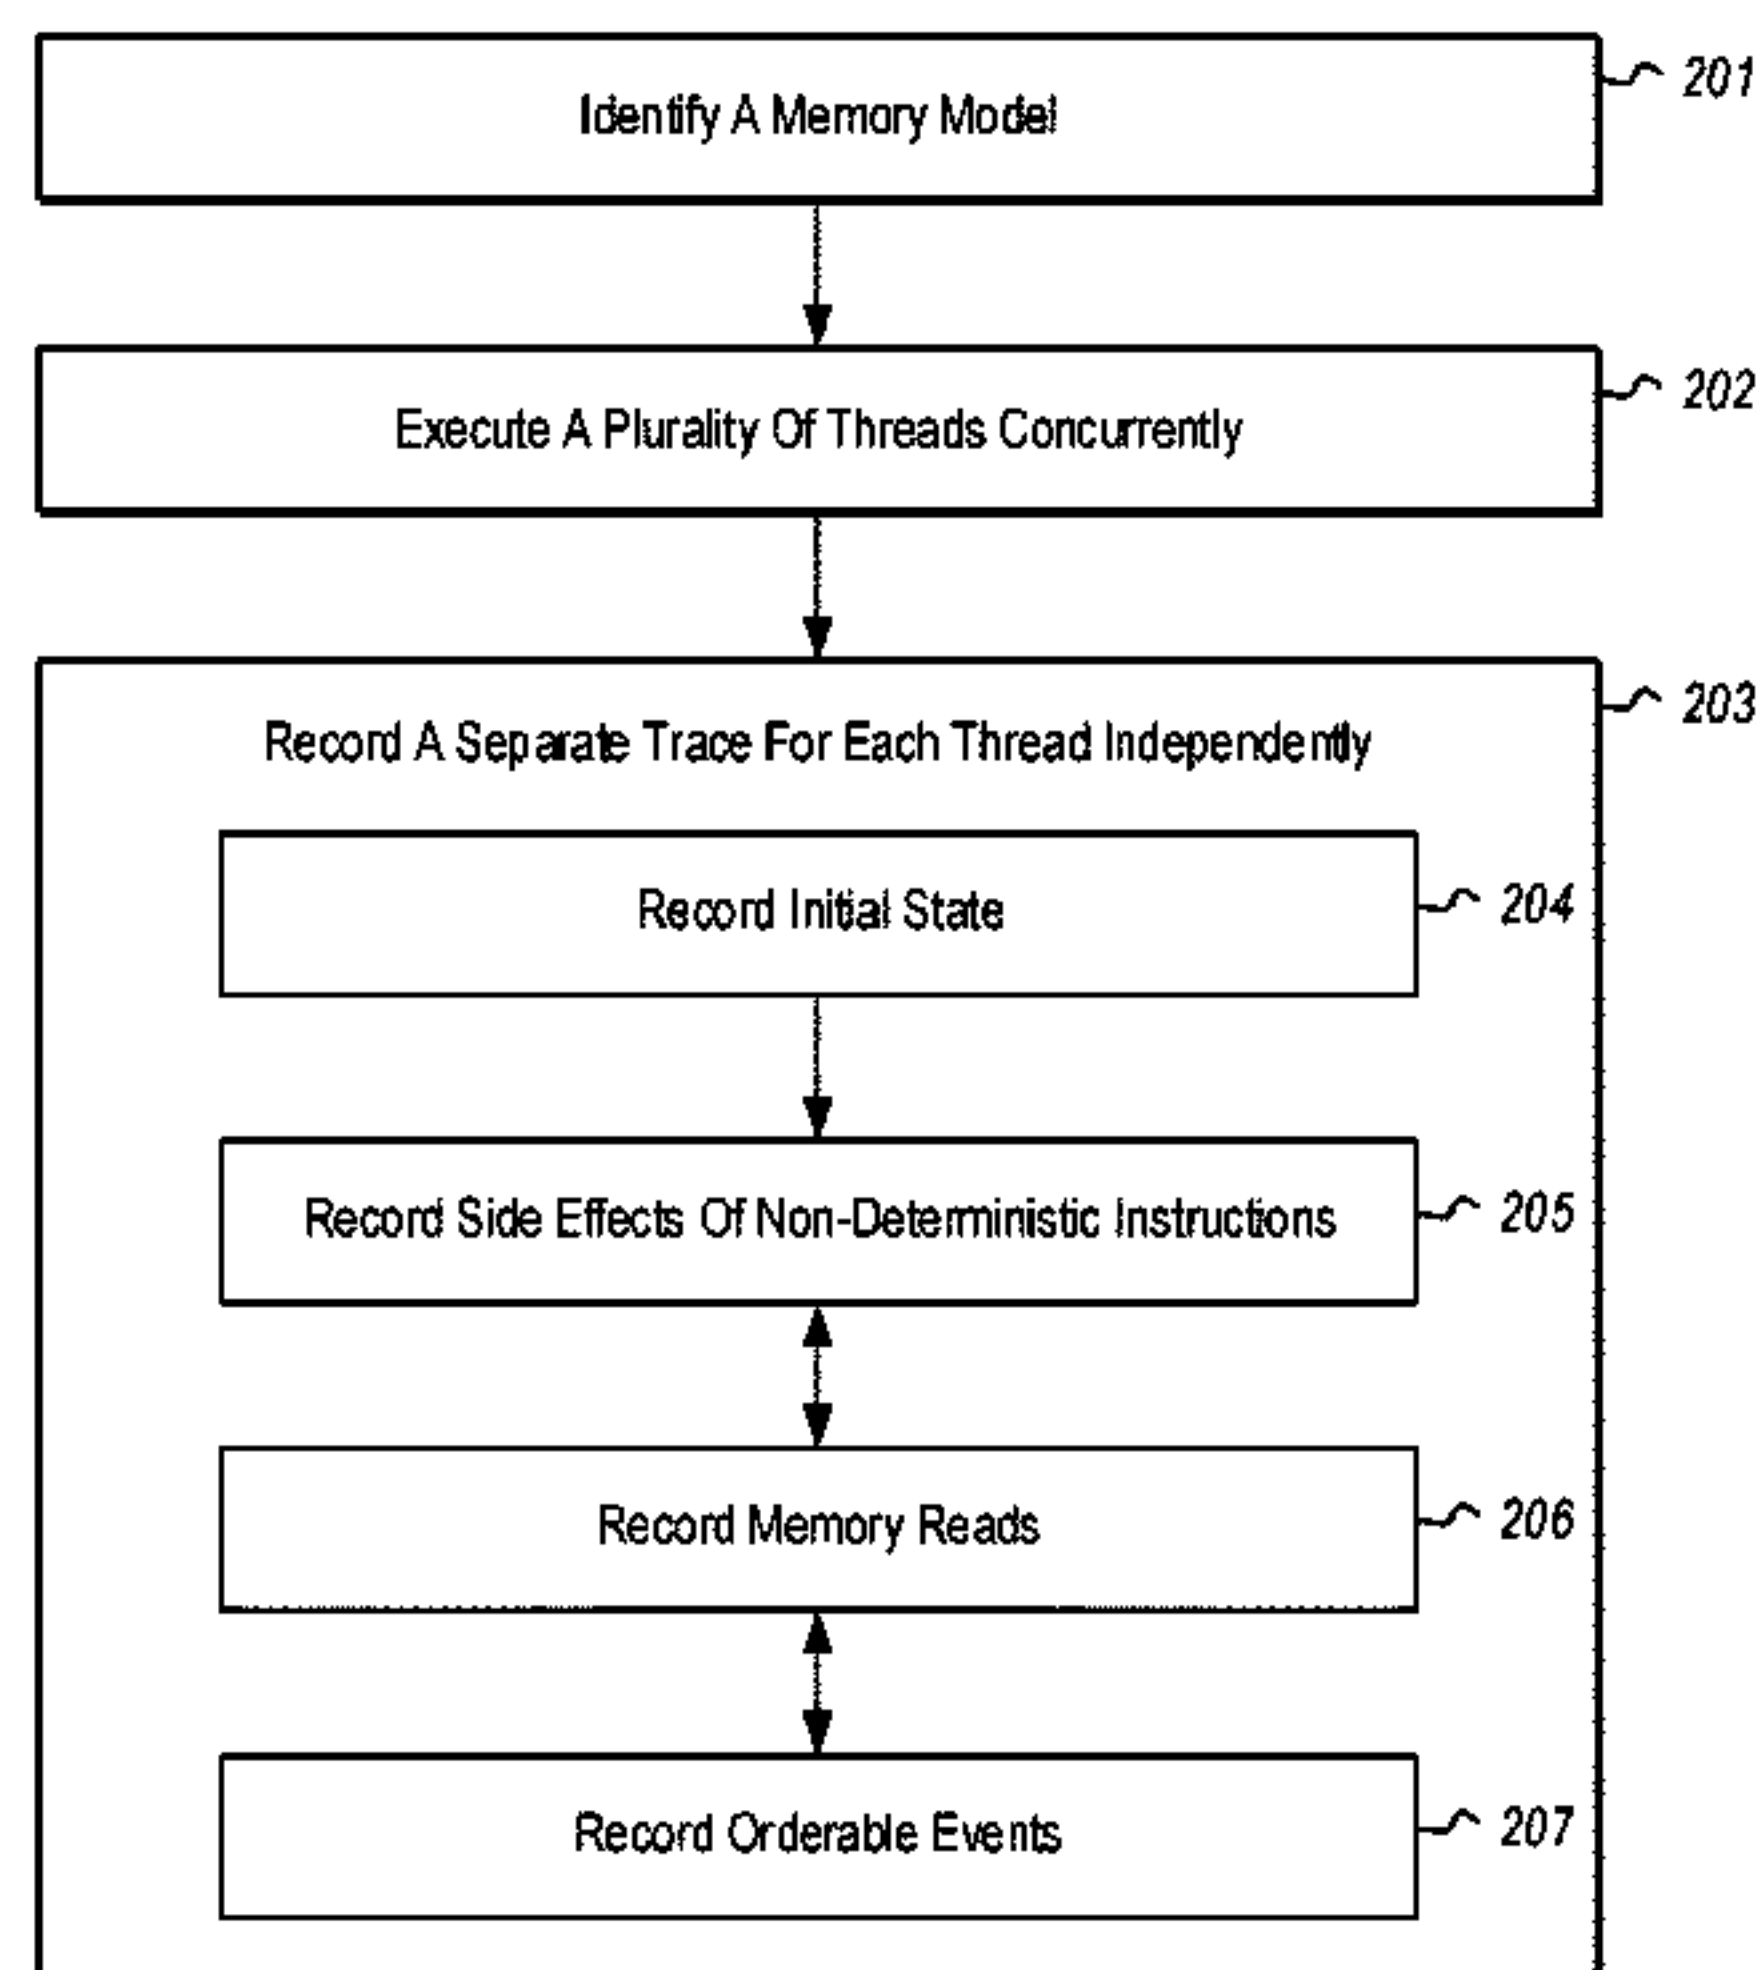 201
Identify A Memory Model
202
Execute A Plurality Of Threads Concurrently
203
Record A Separate Trace For Each Thread Independently
204
Record Initial State
205
Record Side Effects Of Non-Deterministic Instructions
206
Record Memory Reads
207
Record Orderable Events